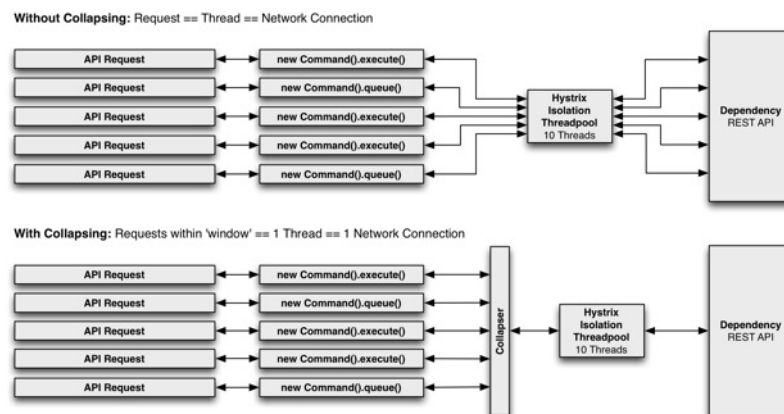 Without Collapsing: Request == Thread == Network Connection
API Request
new Command().execute()
API Request
new Command().queue()
API Request
new Command().execute()
API Request
new Command().execute()
API Request
new Command().queue()
Hystrix
Isolation
Threadpool
10 Threads
Dependency
REST API
With Collapsing: Requests within 'window' == 1 Thread == 1 Network Connection
API Request
new Command().execute()
API Request
new Command().queue()
API Request
new Command().execute()
API Request
new Command().execute()
API Request
new Command().queue()
Collapser
Hystrix
Isolation
Threadpool
10 Threads
Dependency
REST API